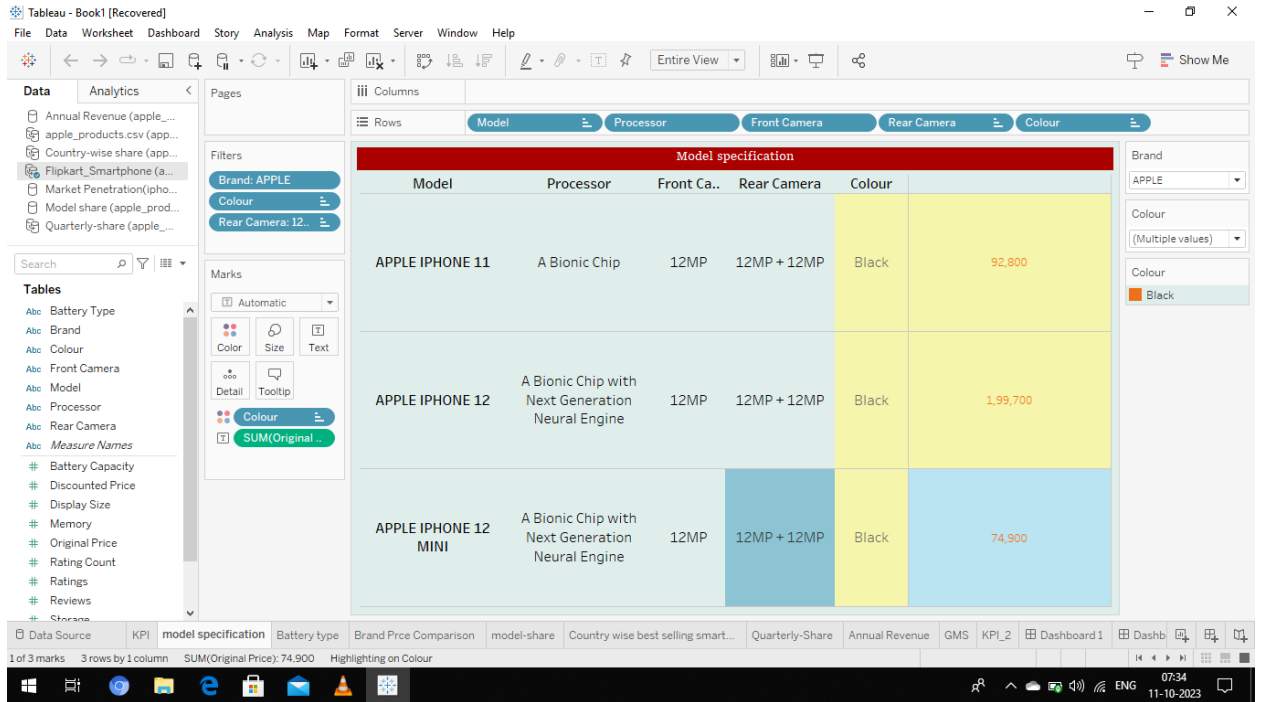 Tableau - Book1 [Recovered]
File Data Worksheet Dashboard Story Analysis Map Format Server Window Help
Entire View
Show Me
Data Analytics
Annual Revenue (apple_...
apple_products.csv (app...
Country-wise share (app...
Flipkart_Smartphone (a...
Market Penetration(ipho...
Model share (apple_prod...
Quarterly-share (apple_...
Search
Tables
Abc Battery Type
Abc Brand
Abc Colour
Abc Front Camera
Abc Model
Abc Processor
Abc Rear Camera
Abc Measure Names
# Battery Capacity
# Discounted Price
# Display Size
# Memory
# Original Price
# Rating Count
# Ratings
# Reviews
# Storage
Pages
Filters
Brand: APPLE
Colour
Rear Camera: 12..
Marks
T Automatic
Color Size Text
Detail Tooltip
Colour
SUM(Original ..
Columns
Rows Model Processor Front Camera Rear Camera Colour
Model specification
Model Processor Front Ca.. Rear Camera Colour
APPLE IPHONE 11 A Bionic Chip 12MP 12MP + 12MP Black 92,800
A Bionic Chip with
APPLE IPHONE 12 Next Generation 12MP 12MP + 12MP Black 1,99,700
Neural Engine
A Bionic Chip with
APPLE IPHONE 12 MINI Next Generation 12MP 12MP + 12MP Black 74,900
Neural Engine
Brand
APPLE
Colour
(Multiple values)
Colour
Black
Data Source KPI model specification Battery type Brand Prce Comparison model-share Country wise best selling smart... Quarterly-Share Annual Revenue GMS KPI_2 Dashboard 1 Dashb
1 of 3 marks 3 rows by 1 column SUM(Original Price): 74,900 Highlighting on Colour
ENG 07:34
11-10-2023